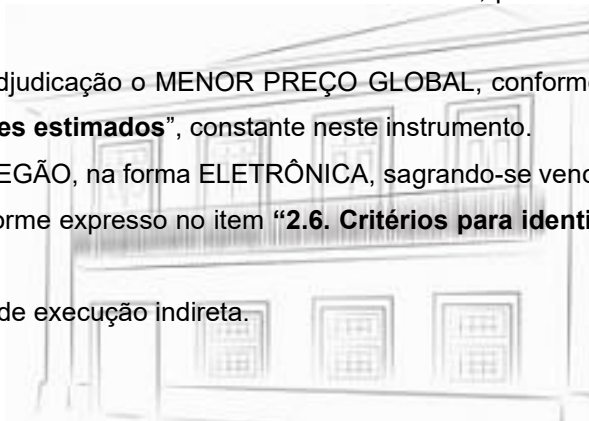 djudicação o MENOR PREÇO GLOBAL, conforme
es estimados”, constante neste instrumento.
EGÃO, na forma ELETRÔNICA, sagrando-se venc
orme expresso no item “2.6. Critérios para identi
de execução indireta.